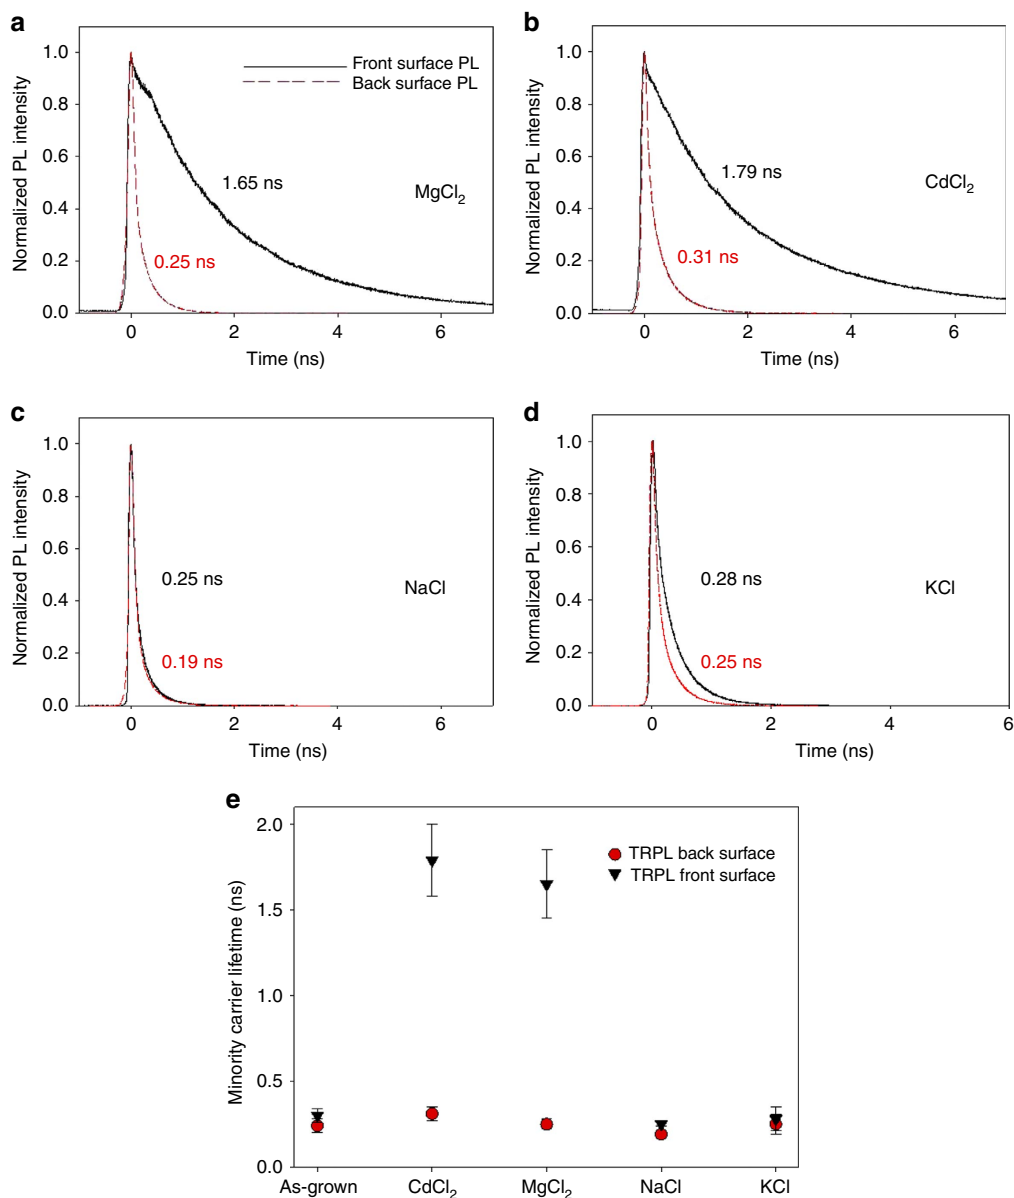 a
Normalized PL intensity
1.0
0.8
0.6
0.4
0.2
0.0
Front surface PL
Back surface PL
1.65 ns
MgCl2
0.25 ns
0
2
4
6
Time (ns)
b
Normalized PL intensity
1.0
0.8
0.6
0.4
0.2
0.0
1.79 ns
CdCl2
0.31 ns
0
2
4
6
Time (ns)
c
Normalized PL intensity
1.0
0.8
0.6
0.4
0.2
0.0
0.25 ns
NaCl
0.19 ns
0
2
4
6
Time (ns)
d
Normalized PL intensity
1.0
0.8
0.6
0.4
0.2
0.0
0.28 ns
KCl
0.25 ns
0
2
4
6
Time (ns)
e
Minority carrier lifetime (ns)
2.0
1.5
1.0
0.5
0.0
TRPL back surface
TRPL front surface
As-grown
CdCl2
MgCl2
NaCl
KCl